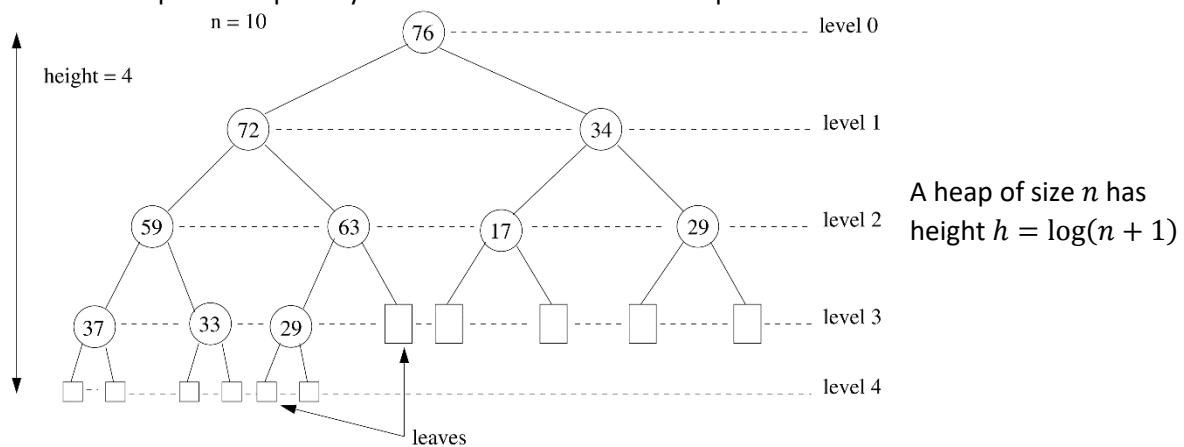 n = 10
76
level 0
height = 4
72
34
level 1
59
63
17
29
level 2
A heap of size n has
height h = log(n + 1)
37
33
29
level 3
level 4
leaves